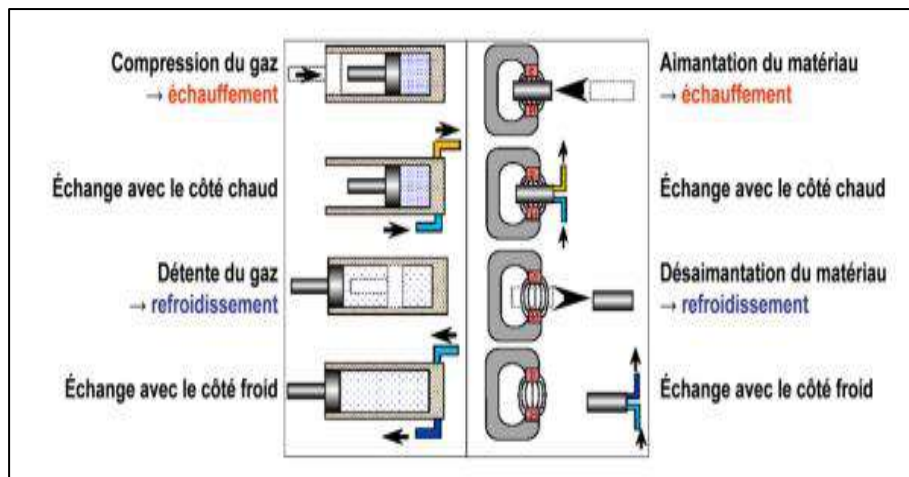 Compression du gaz
→ échauffement
Échange avec le côté chaud
Détente du gaz
→ refroidissement
Échange avec le côté froid
Aimantation du matériau
→ échauffement
Échange avec le côté chaud
Désaimantation du matériau
→ refroidissement
Échange avec le côté froid